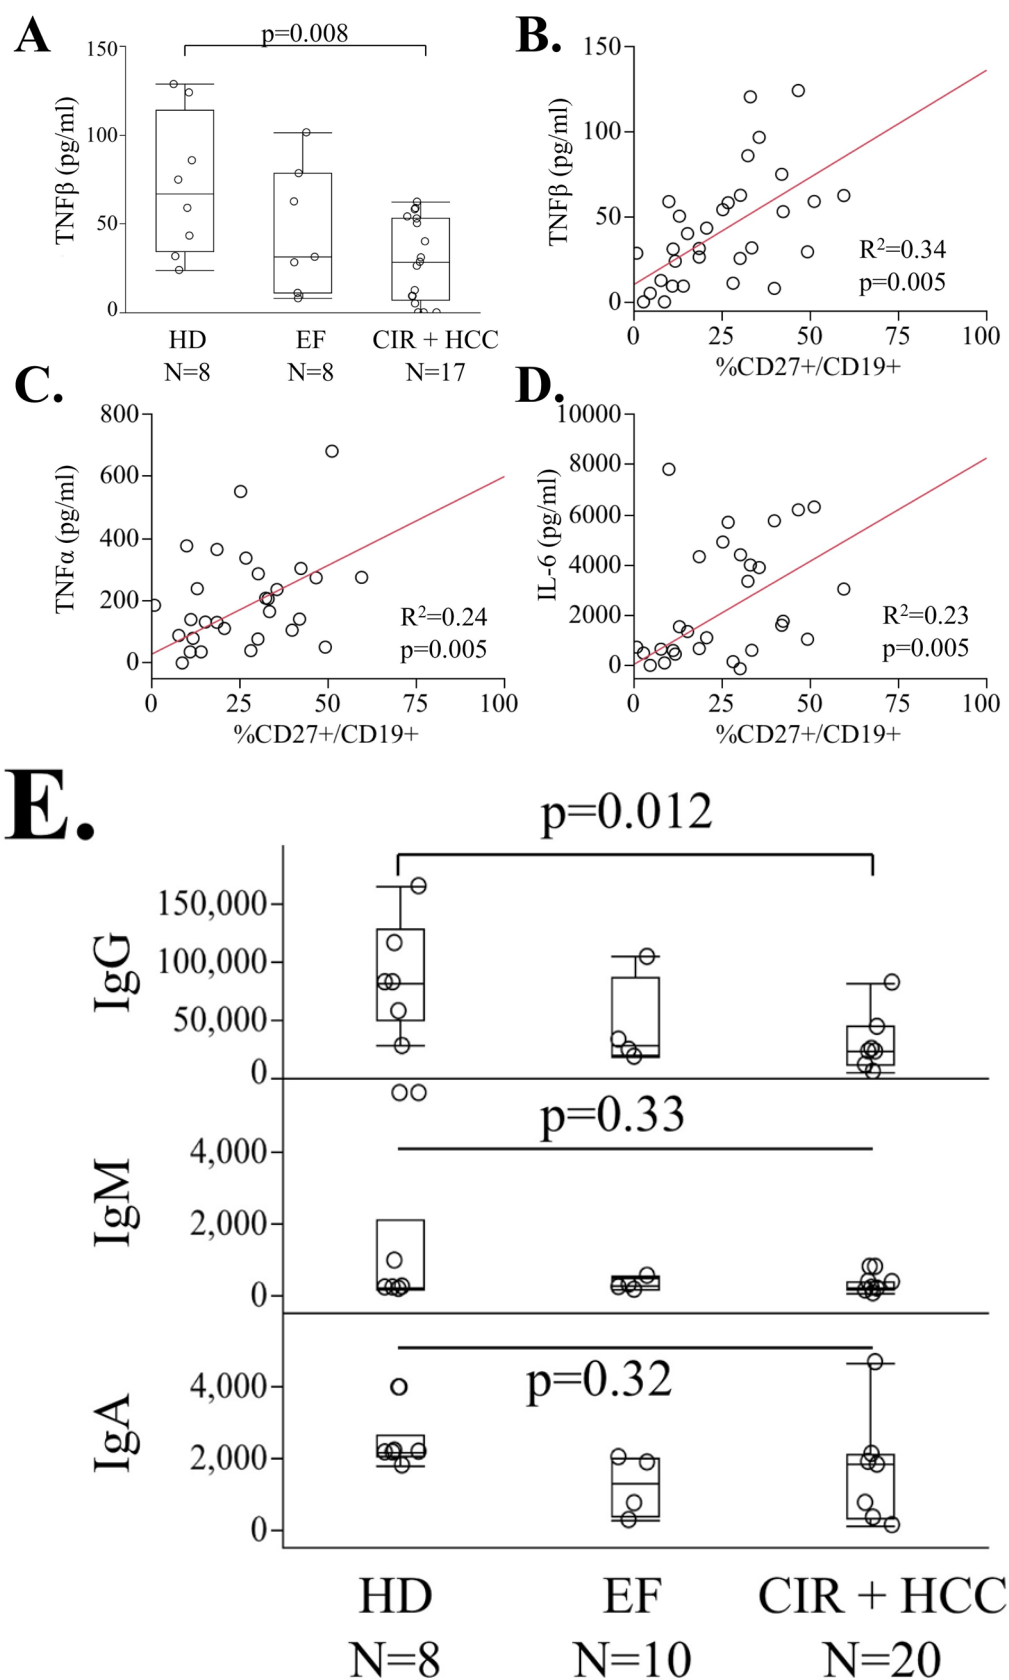 A
p=0.008
TNFβ (pg/ml)
150
100
50
0
HD
EF
CIR + HCC
N=8
N=8
N=17
B.
TNFβ (pg/ml)
150
100
50
0
R²=0.34
p=0.005
0
25
50
75
100
%CD27+/CD19+
C.
TNFα (pg/ml)
800
600
400
200
0
R²=0.24
p=0.005
0
25
50
75
100
%CD27+/CD19+
D.
IL-6 (pg/ml)
10000
8000
6000
4000
2000
0
R²=0.23
p=0.005
0
25
50
75
100
%CD27+/CD19+
E.
p=0.012
IgG
150,000
100,000
50,000
0
p=0.33
IgM
4,000
2,000
0
p=0.32
IgA
4,000
2,000
0
HD
EF
CIR + HCC
N=8
N=10
N=20